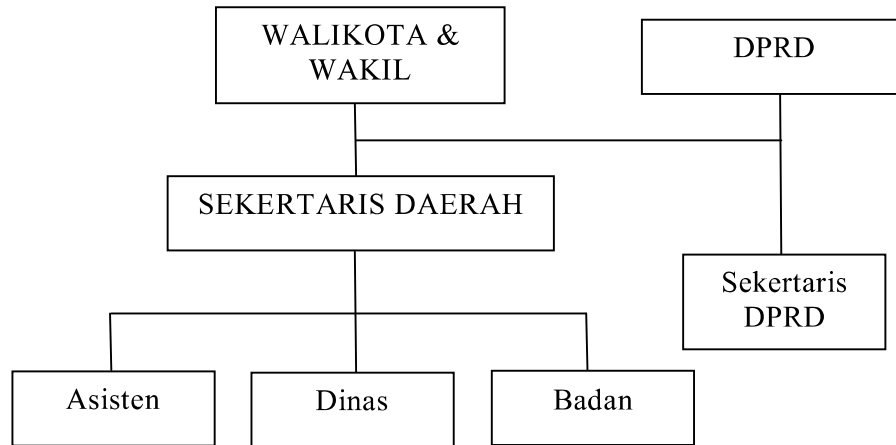 WALIKOTA &
WAKIL
DPRD
SEKERTARIS DAERAH
Sekertaris
DPRD
Asisten
Dinas
Badan